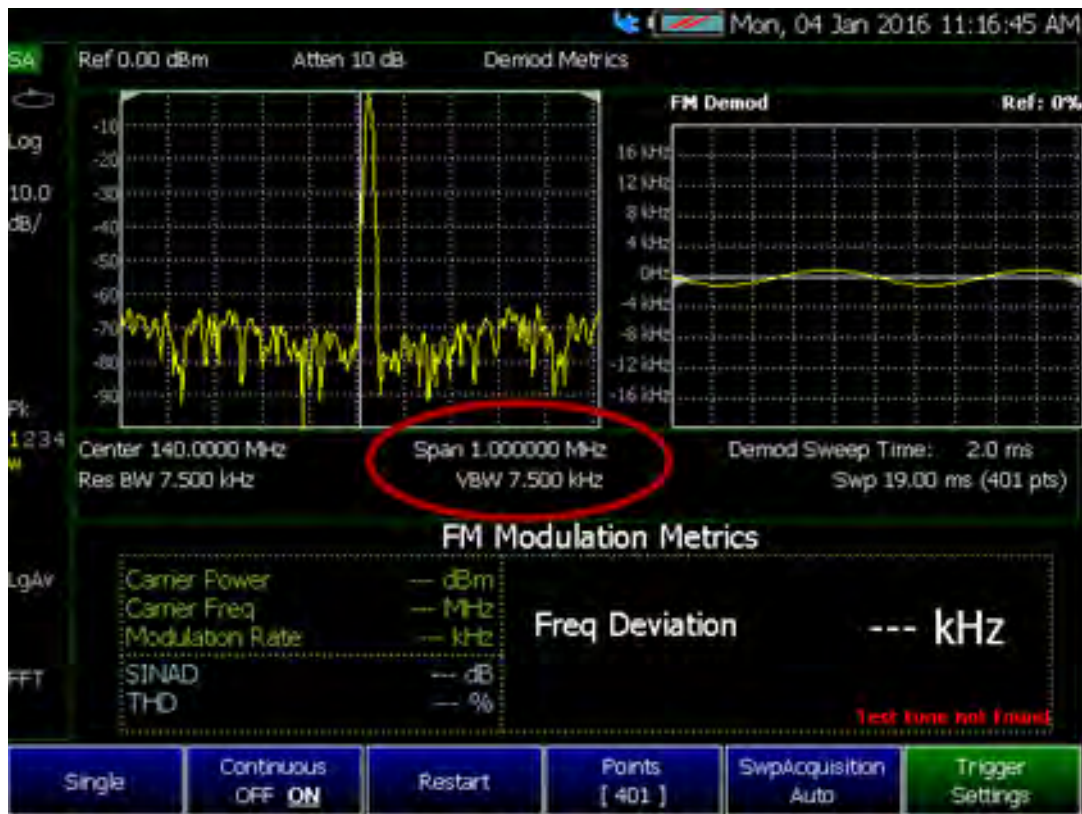 Mon, 04 Jan 2016 11:16:45 AM
SA
Ref 0.00 dBm Atten 10 dB Demod Metrics
FM Demod Ref: 0%
Log
10.0
dB/
-10
-20
-30
-40
-50
-60
-70
-80
-90
16 kHz
12 kHz
8 kHz
4 kHz
0Hz
-4 kHz
-8 kHz
-12 kHz
-16 kHz
Pk
1 2 3 4
W
Center 140.0000 MHz Span 1.000000 MHz Demod Sweep Time: 2.0 ms
Res BW 7.500 kHz VBW 7.500 kHz Swp 19.00 ms (401 pts)
FM Modulation Metrics
LgAv
Carrier Power --- dBm
Carrier Freq --- MHz
Modulation Rate --- kHz
SINAD --- dB
THD --- %
Freq Deviation --- kHz
FFT
Test tone not found
Single
Continuous
OFF ON
Restart
Points
[ 401 ]
SwpAcquisition
Auto
Trigger
Settings